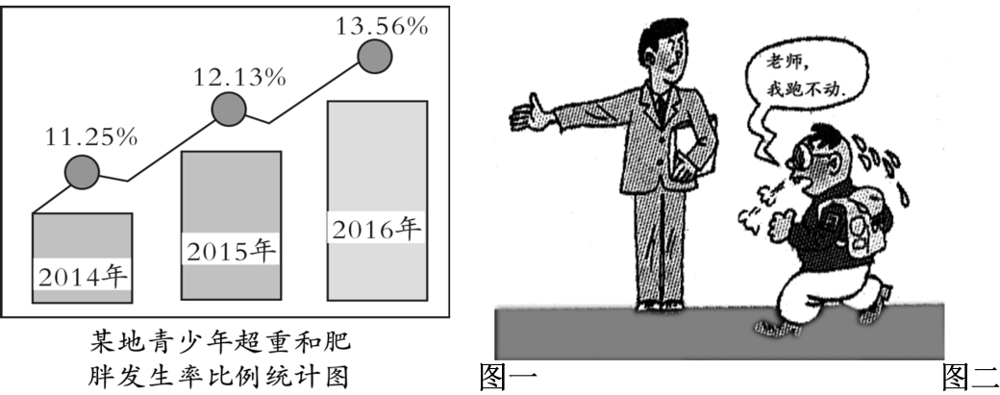 13.56%
12.13%
11.25%
2016年
2015年
2014年
某地青少年超重和肥
胖发生率比例统计图
老师,
我跑不动.
图一
图二